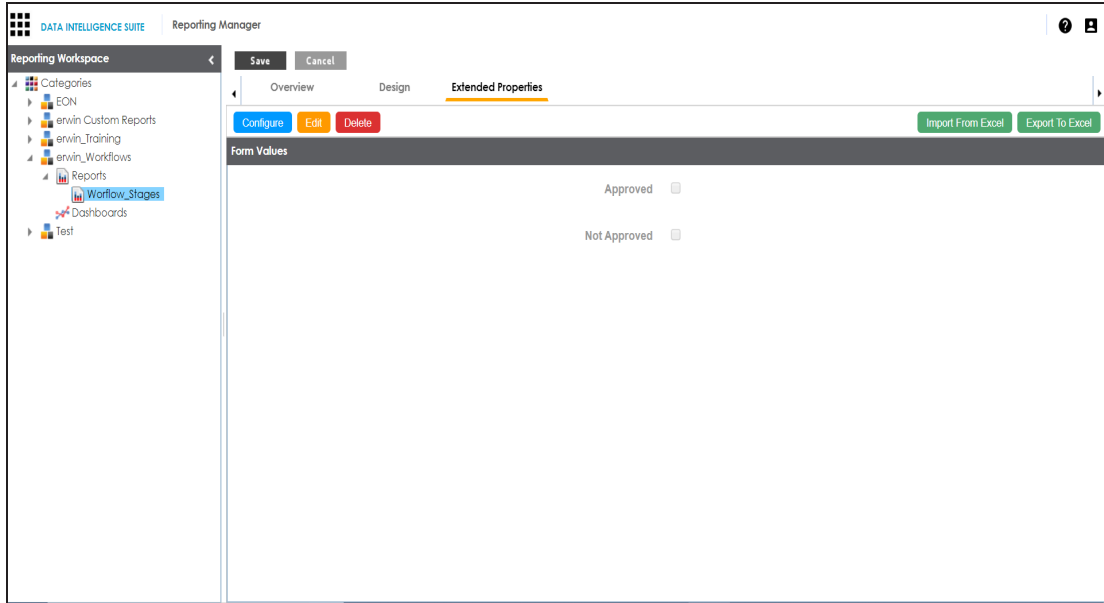 DATA INTELLIGENCE SUITE Reporting Manager
Reporting Workspace
Save Cancel
Categories
EON
erwin Custom Reports
erwin_Training
erwin_Workflows
Reports
Worflow_Stages
Dashboards
Test
Overview Design Extended Properties
Configure Edit Delete Import From Excel Export To Excel
Form Values
Approved
Not Approved